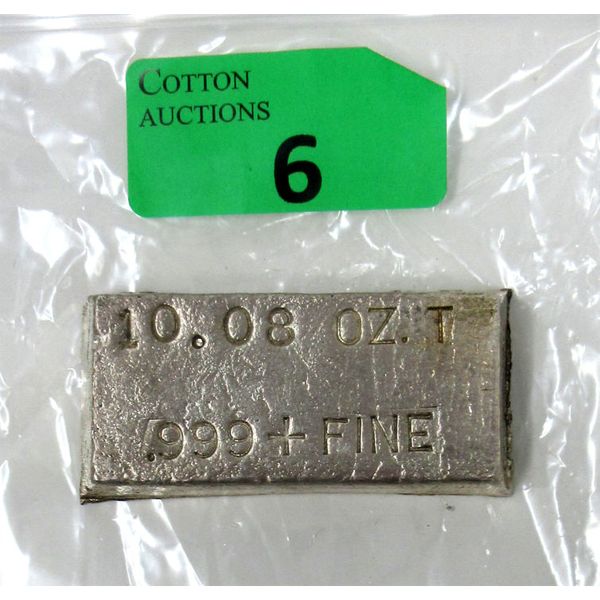 COTTON
AUCTIONS
6
10.08 OZ. T
.999+ FINE